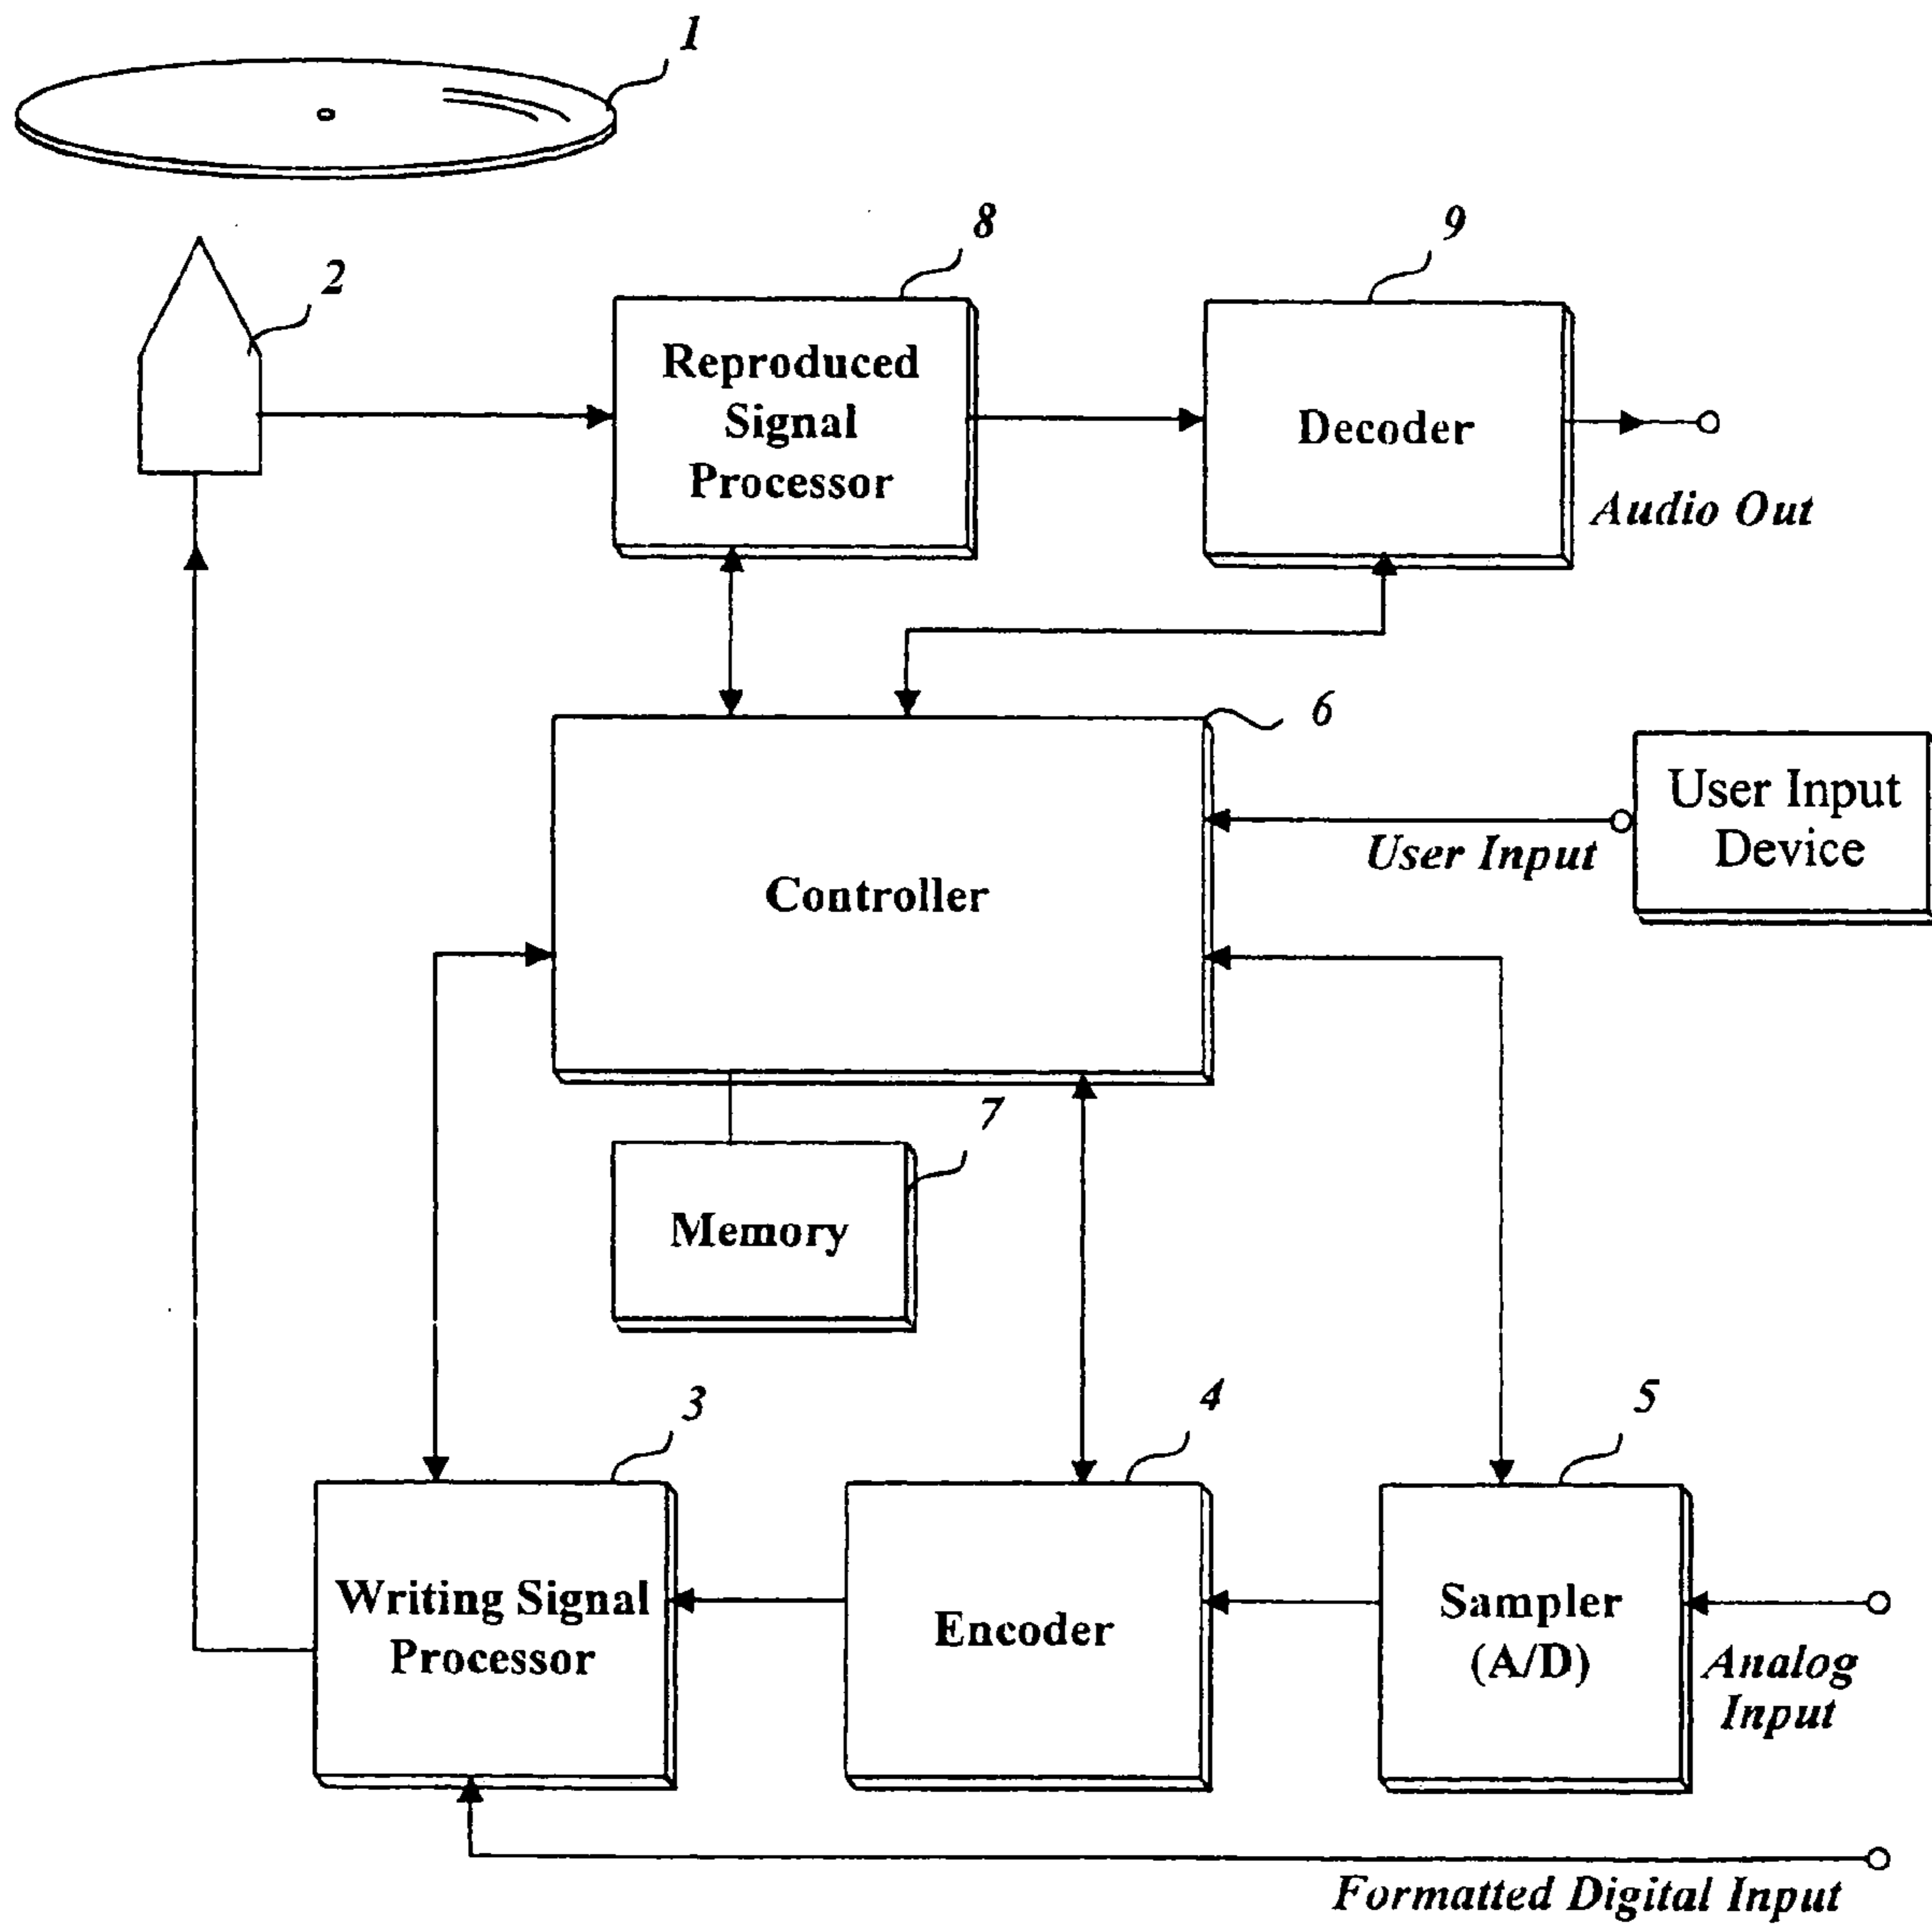 1
2
8
9
Reproduced
Signal
Processor
Decoder
Audio Out
6
User Input
Device
User Input
Controller
7
Memory
3
4
5
Writing Signal
Processor
Encoder
Sampler
(A/D)
Analog
Input
Formatted Digital Input